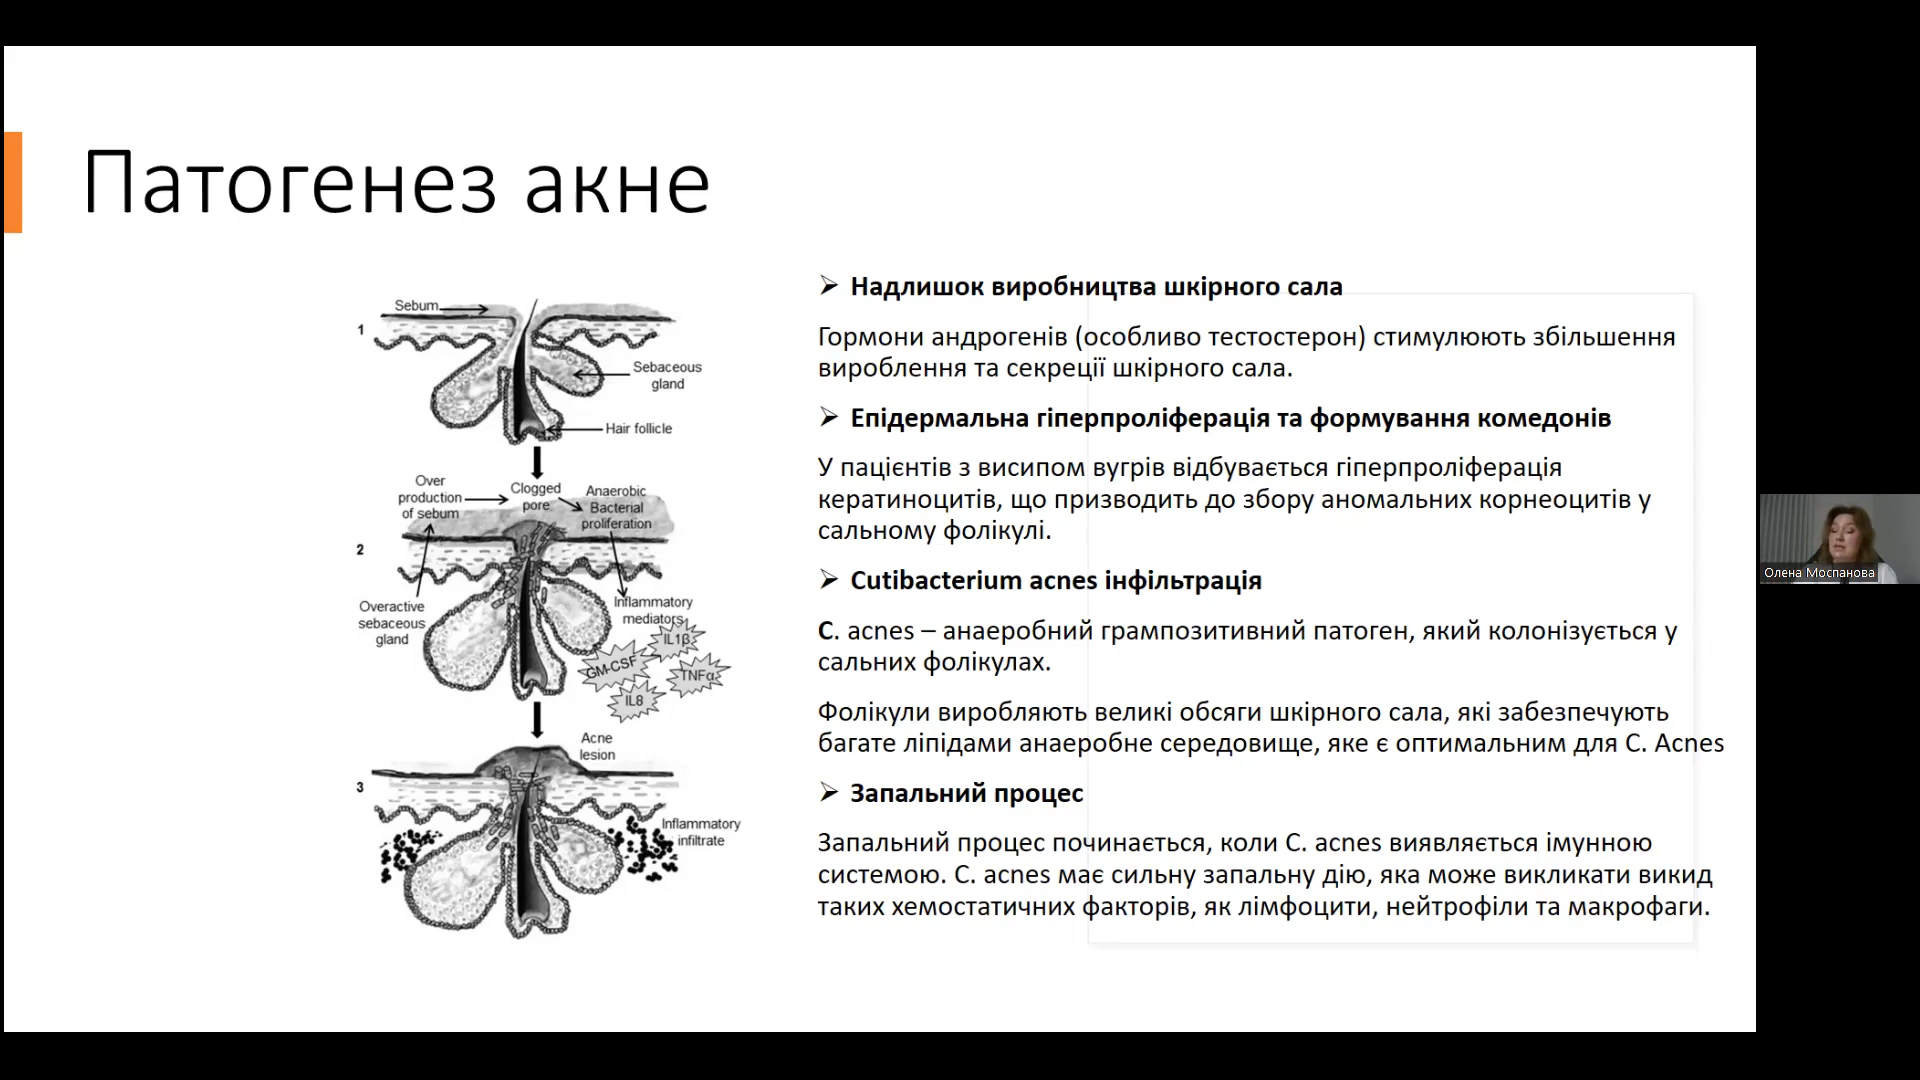 Патогенез акне
Sebum
1
Sebaceous
gland
Hair follicle
Over
production
of sebum
Clogged
pore
Anaerobic
Bacterial
proliferation
2
Overactive
sebaceous
gland
Inflammatory
mediators
IL1β
GM-CSF
TNFα
IL8
Acne
lesion
3
Inflammatory
infiltrate
➢ Надлишок виробництва шкірного сала
Гормони андрогенів (особливо тестостерон) стимулюють збільшення
вироблення та секреції шкірного сала.
➢ Епідермальна гіперпроліферація та формування комедонів
У пацієнтів з висипом вугрів відбувається гіперпроліферація
кератиноцитів, що призводить до збору аномальних корнеоцитів у
сальному фолікулі.
➢ Cutibacterium acnes інфільтрація
C. acnes – анаеробний грампозитивний патоген, який колонізується у
сальних фолікулах.
Фолікули виробляють великі обсяги шкірного сала, які забезпечують
багате ліпідами анаеробне середовище, яке є оптимальним для C. Acnes
➢ Запальний процес
Запальний процес починається, коли C. acnes виявляється імунною
системою. C. acnes має сильну запальну дію, яка може викликати викид
таких хемостатичних факторів, як лімфоцити, нейтрофіли та макрофаги.
Олена Моспанова